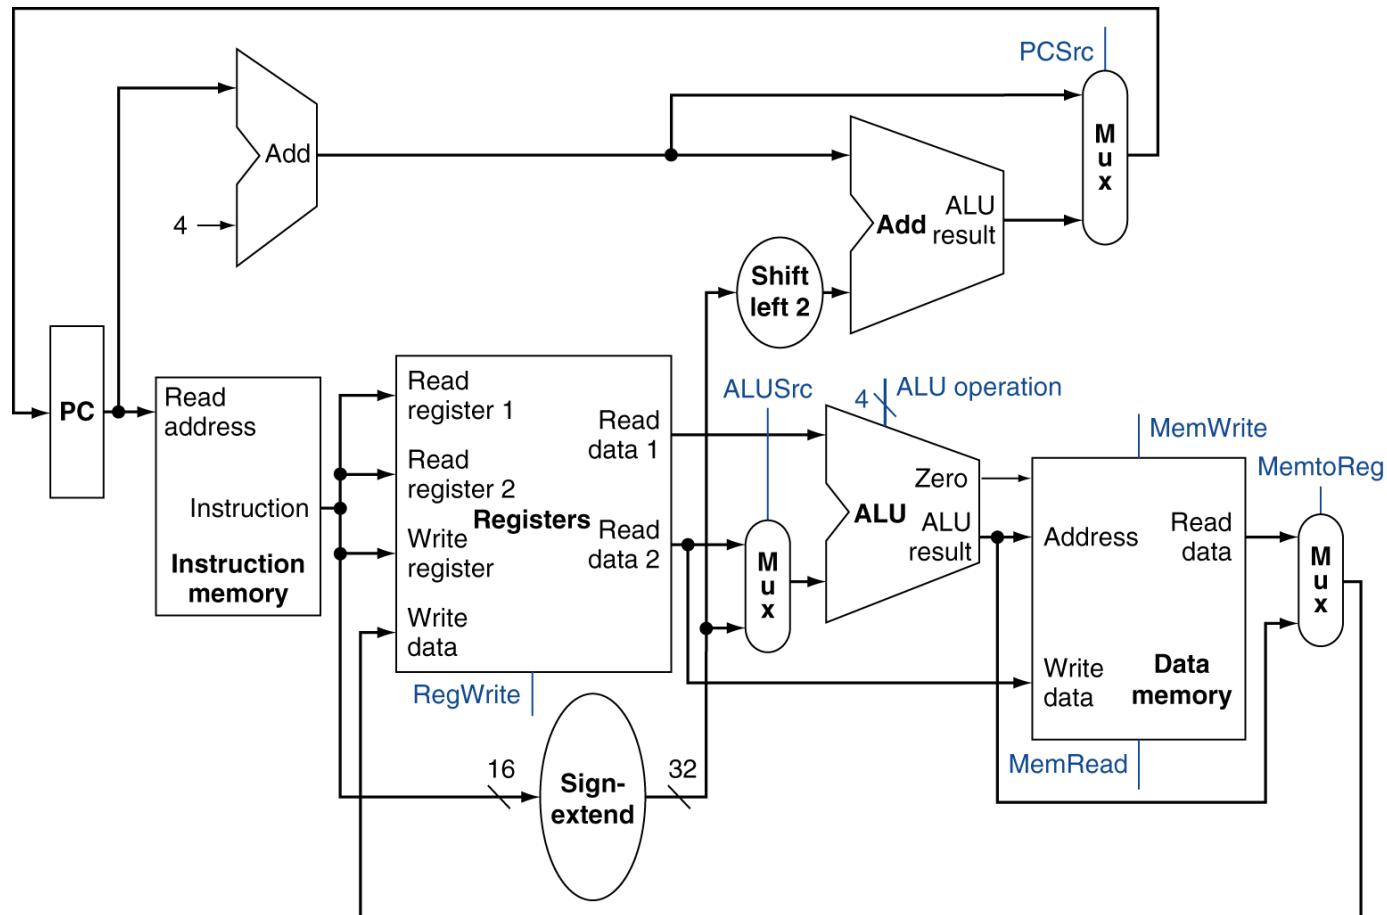 PCSrc
Add
4
M
u
x
Add
ALU
result
Shift
left 2
PC
Read
address
Instruction
Instruction
memory
Read
register 1
Read
register 2
Write
register
Write
data
Registers
Read
data 1
Read
data 2
RegWrite
16
Sign-
extend
32
ALUSrc
M
u
x
4
ALU operation
Zero
ALU
ALU
result
MemWrite
Address
Read
data
Write
data
Data
memory
MemRead
MemtoReg
M
u
x